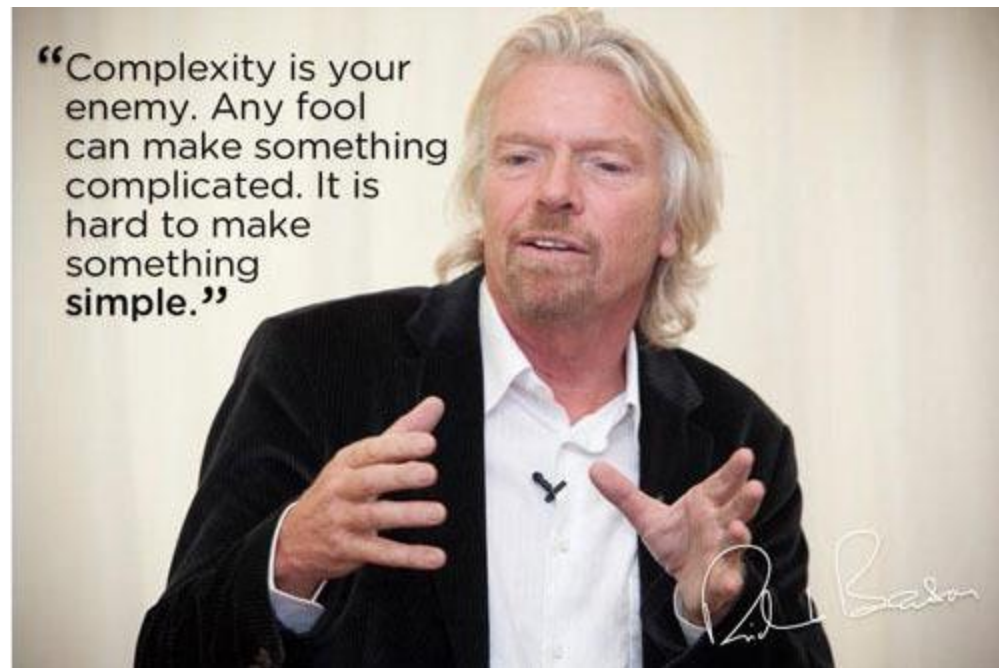 “Complexity is your
enemy. Any fool
can make something
complicated. It is
hard to make
something
simple.”